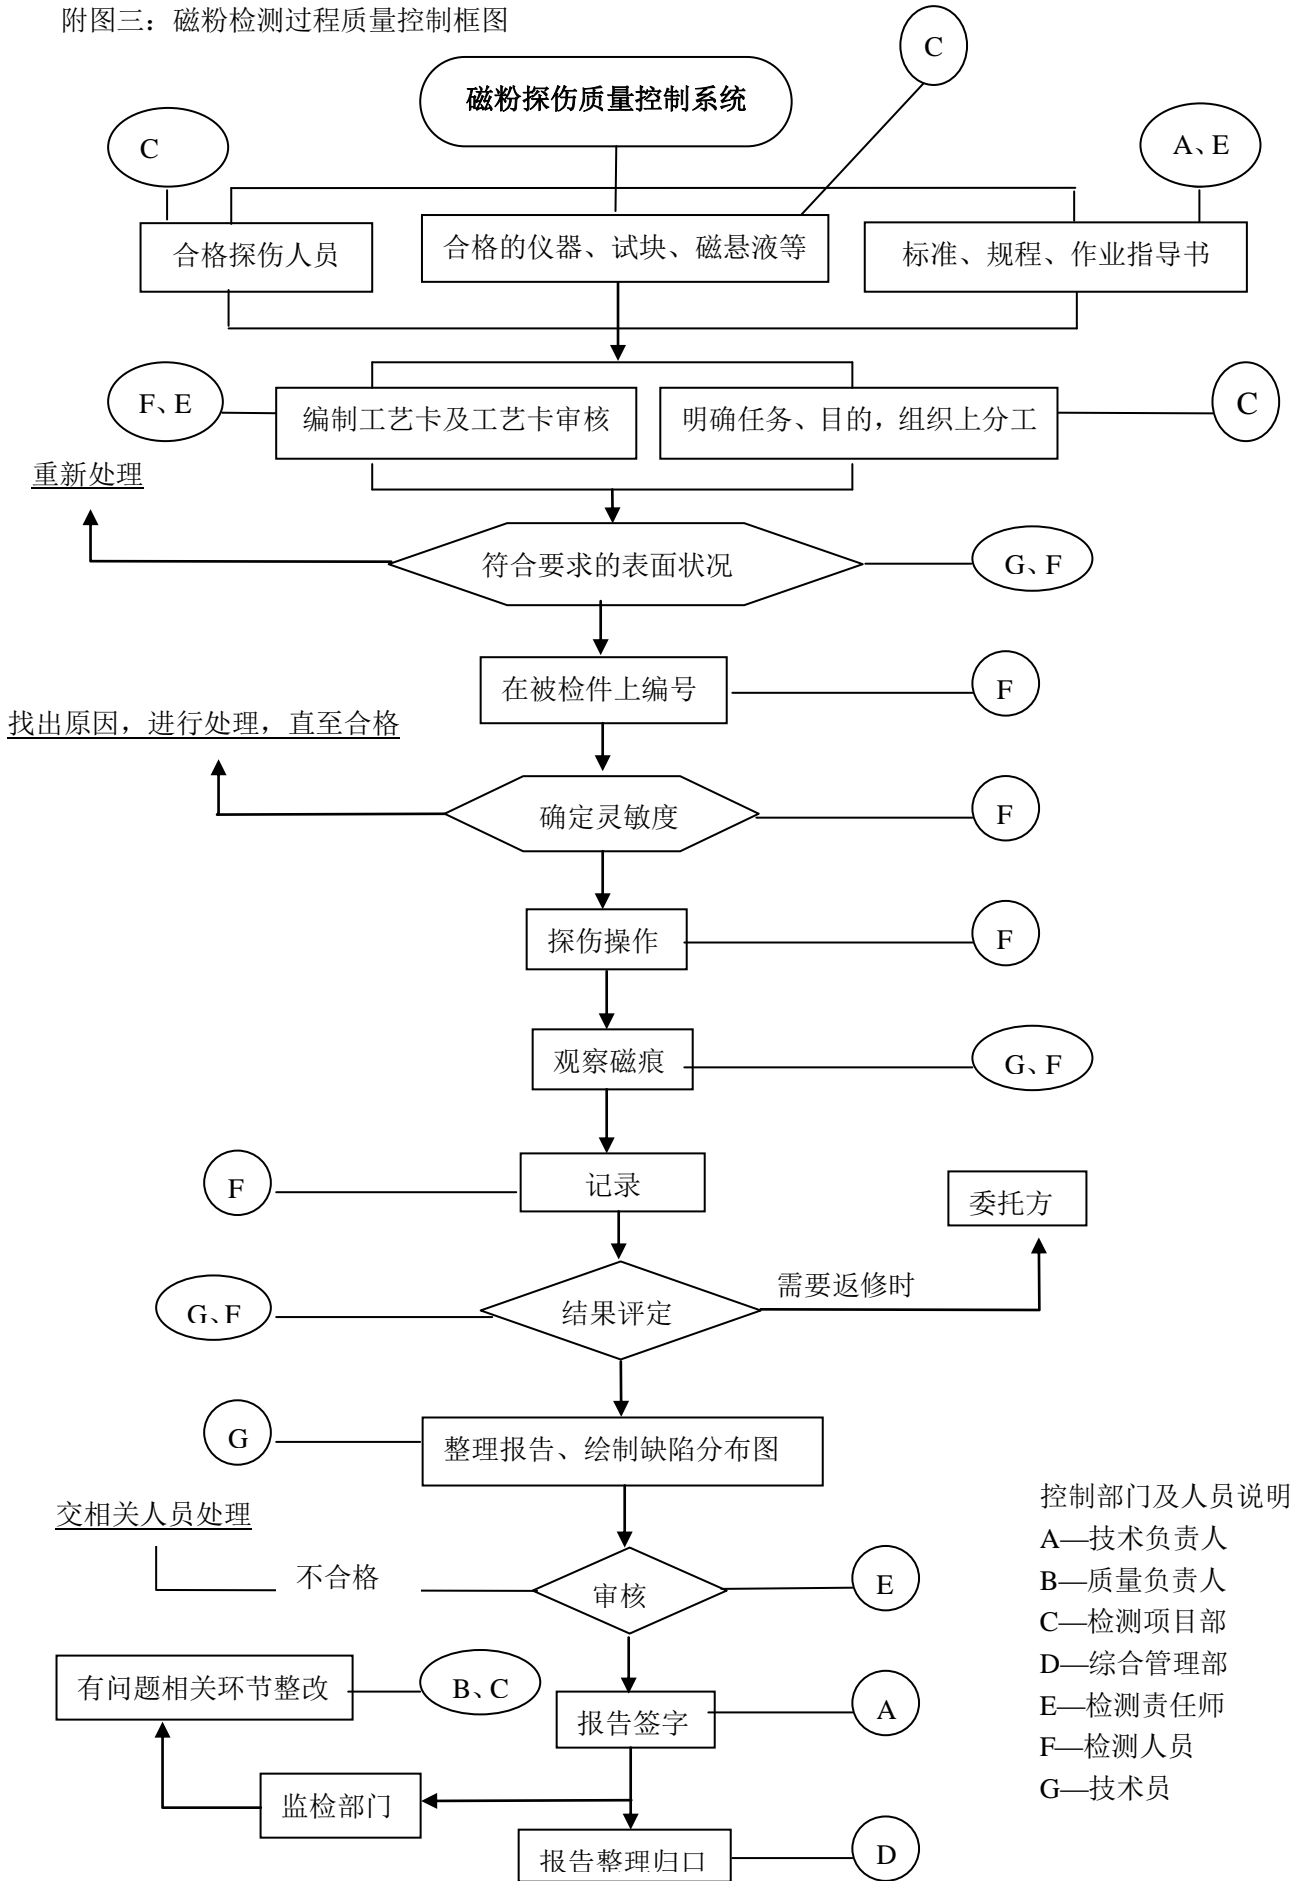 附图三：磁粉检测过程质量控制框图
C
磁粉探伤质量控制系统
C
A、E
合格探伤人员
合格的仪器、试块、磁悬液等
标准、规程、作业指导书
F、E
编制工艺卡及工艺卡审核
明确任务、目的，组织上分工
C
重新处理
符合要求的表面状况
G、F
在被检件上编号
F
找出原因，进行处理，直至合格
确定灵敏度
F
探伤操作
F
观察磁痕
G、F
F
记录
委托方
需要返修时
G、F
结果评定
G
整理报告、绘制缺陷分布图
交相关人员处理
不合格
审核
E
有问题相关环节整改
B、C
报告签字
A
监检部门
报告整理归口
D
控制部门及人员说明
A—技术负责人
B—质量负责人
C—检测项目部
D—综合管理部
E—检测责任师
F—检测人员
G—技术员